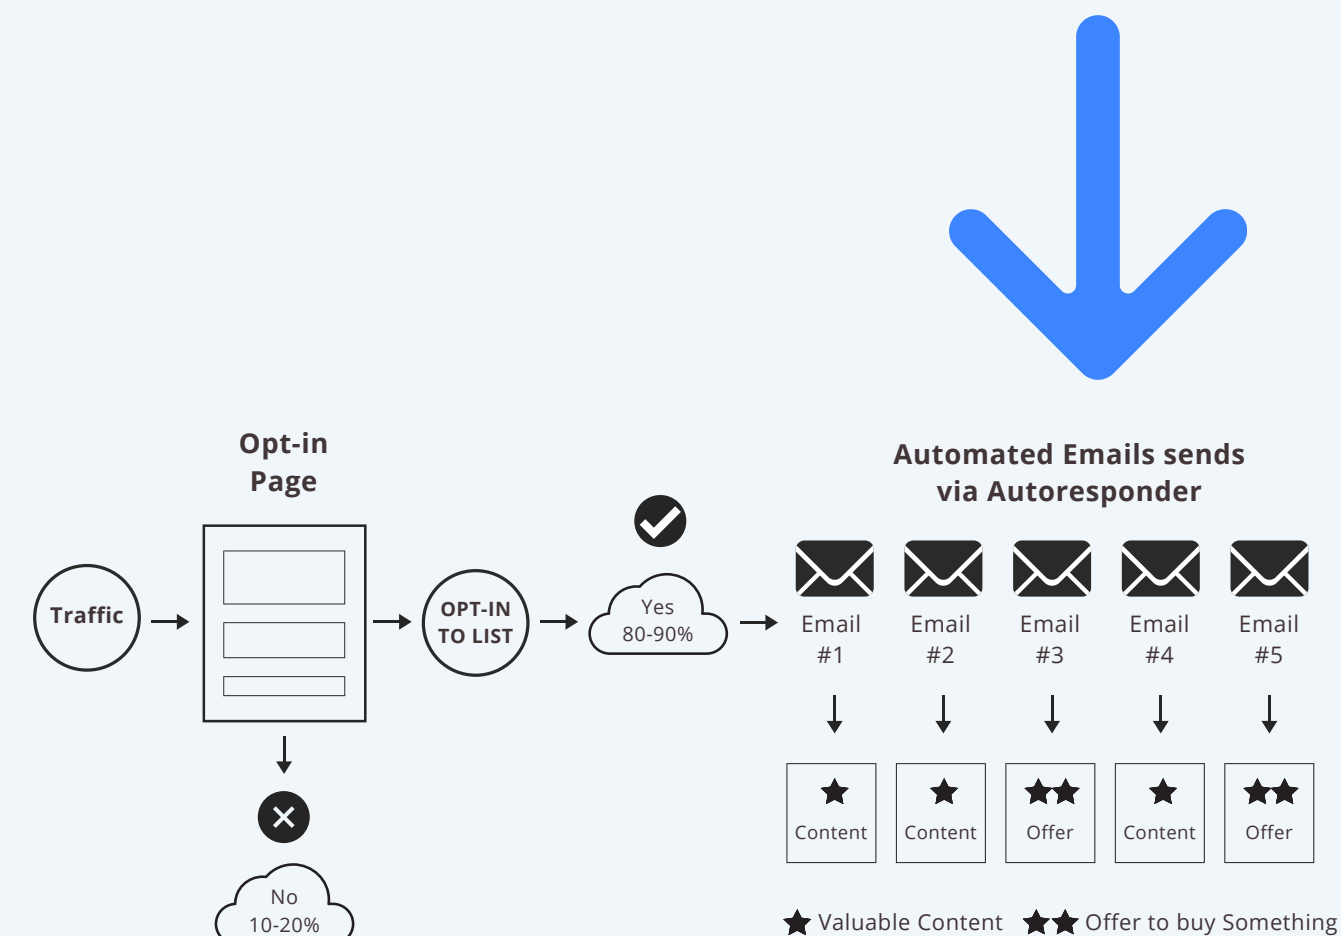 Opt-in
Page
Automated Emails sends
via Autoresponder
Traffic
OPT-IN
TO LIST
Yes
80-90%
Email
#1
Email
#2
Email
#3
Email
#4
Email
#5
Content
Content
Offer
Content
Offer
No
10-20%
Valuable Content
Offer to buy Something